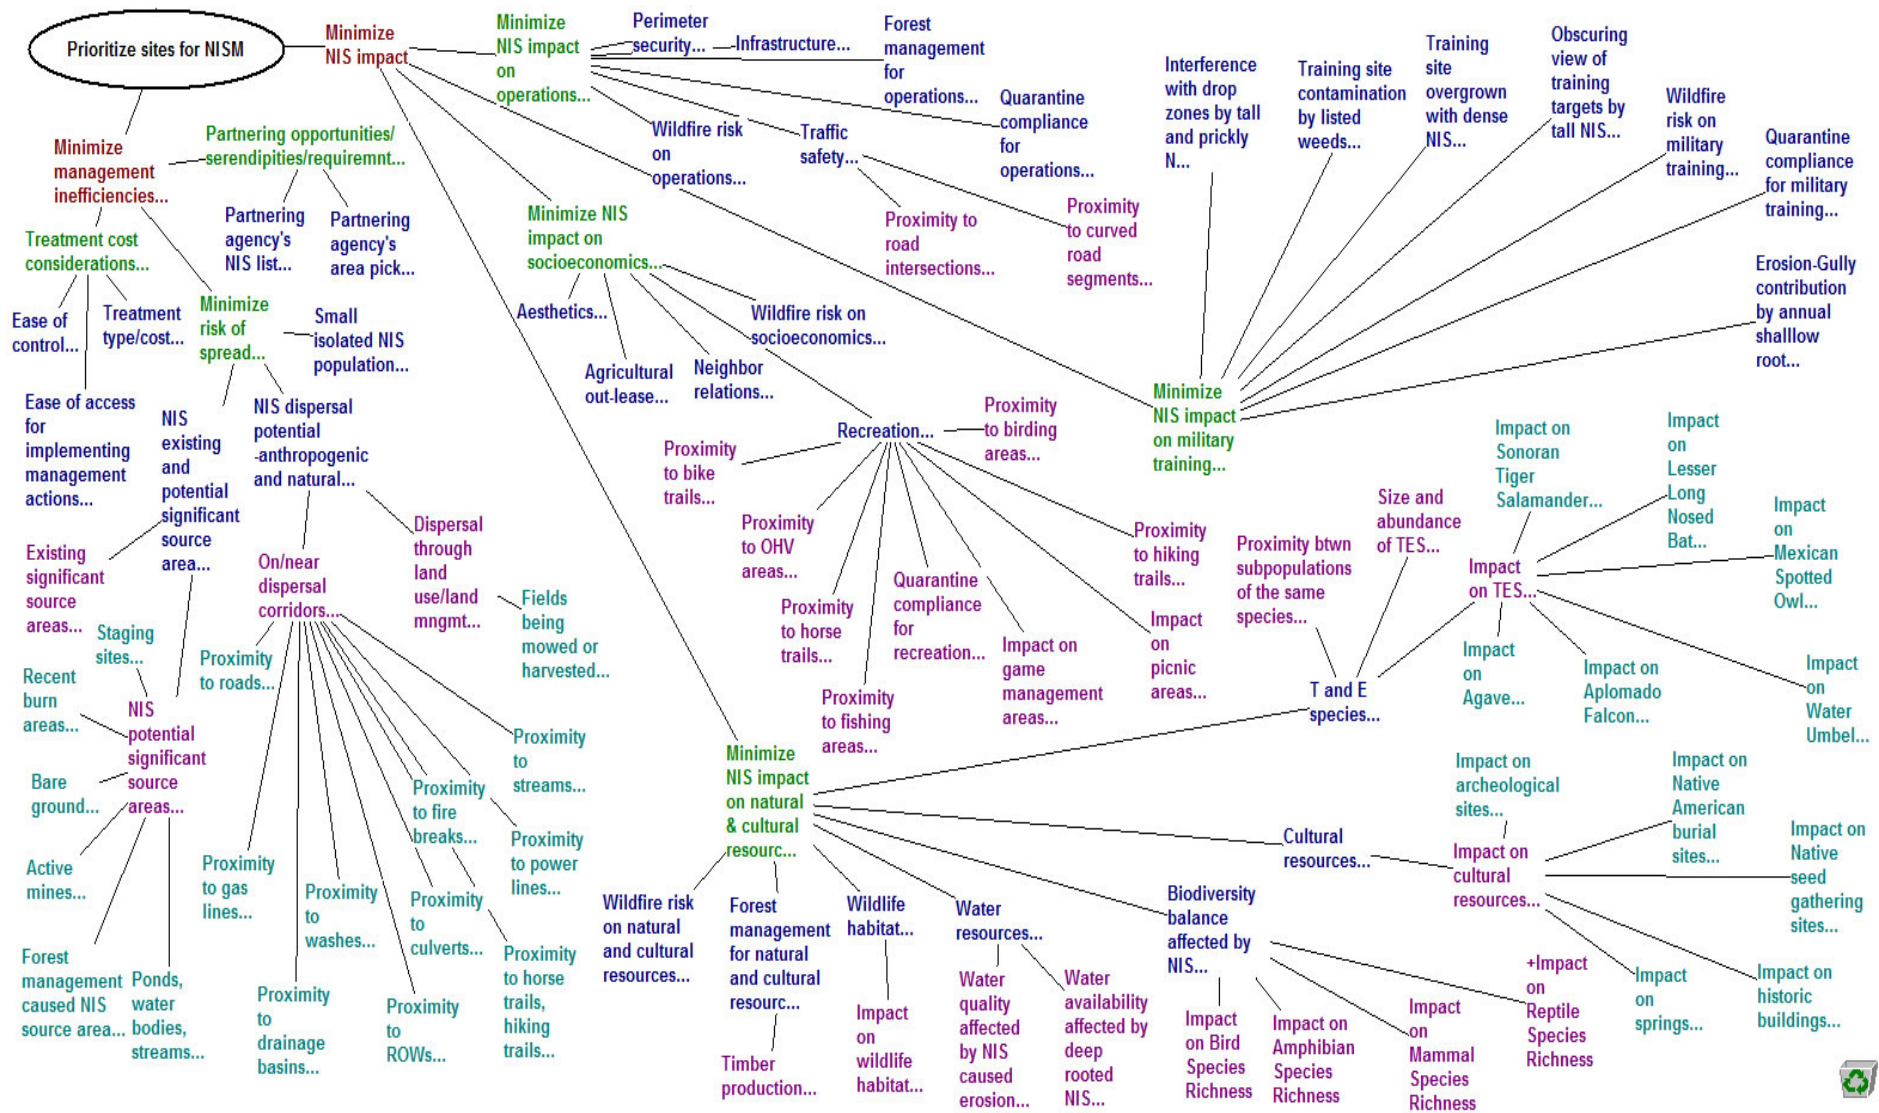 Prioritize sites for NISM
Minimize
NIS impact
Minimize
NIS impact
on
operations...
Perimeter
security...
Infrastructure...
Forest
management
for
operations...
Quarantine
compliance
for
operations...
Wildfire risk
on
operations...
Traffic
safety...
Proximity to
road
intersections...
Proximity
to curved
road
segments...
Interference
with drop
zones by tall
and prickly
N...
Training site
contamination
by listed
weeds...
Training
site
overgrown
with dense
NIS...
Obscuring
view of
training
targets by
tall NIS...
Wildfire
risk on
military
training...
Quarantine
compliance
for military
training...
Erosion-Gully
contribution
by annual
shalllow
root...
Minimize
NIS impact
on military
training...
Minimize
management
inefficiencies...
Partnering opportunities/
serendipities/requiremnt...
Partnering
agency's
NIS list...
Partnering
agency's
area pick...
Treatment cost
considerations...
Ease of
control...
Treatment
type/cost...
Ease of access
for
implementing
management
actions...
Minimize
risk of
spread...
Small
isolated NIS
population...
NIS
existing
and
potential
significant
source
area...
NIS dispersal
potential
-anthropogenic
and natural...
Existing
significant
source
areas...
On/near
dispersal
corridors...
Dispersal
through
land
use/land
mngmt...
Fields
being
mowed or
harvested...
Staging
sites...
Recent
burn
areas...
NIS
potential
significant
source
areas...
Bare
ground...
Active
mines...
Forest
management
caused NIS
source area...
Ponds,
water
bodies,
streams...
Proximity
to roads...
Proximity
to gas
lines...
Proximity
to
drainage
basins...
Proximity
to
washes...
Proximity
to
ROWs...
Proximity
to
culverts...
Proximity
to fire
breaks...
Proximity
to horse
trails,
hiking
trails...
Proximity
to power
lines...
Proximity
to
streams...
Minimize NIS
impact on
socioeconomics...
Aesthetics...
Agricultural
out-lease...
Neighbor
relations...
Wildfire risk on
socioeconomics...
Recreation...
Proximity
to birding
areas...
Proximity
to bike
trails...
Proximity
to OHV
areas...
Proximity
to horse
trails...
Proximity
to fishing
areas...
Quarantine
compliance
for
recreation...
Impact on
game
management
areas...
Impact
on
picnic
areas...
Proximity
to hiking
trails...
Minimize
NIS impact
on natural
& cultural
resourc...
T and E
species...
Proximity btwn
subpopulations
of the same
species...
Size and
abundance
of TES...
Impact
on TES...
Impact on
Sonoran
Tiger
Salamander...
Impact
on
Lesser
Long
Nosed
Bat...
Impact
on
Mexican
Spotted
Owl...
Impact
on
Water
Umbel...
Impact on
Aplomado
Falcon...
Impact
on
Agave...
Cultural
resources...
Impact on
cultural
resources...
Impact on
archeological
sites...
Impact on
Native
American
burial
sites...
Impact on
Native
seed
gathering
sites...
Impact on
historic
buildings...
Impact
on
springs...
Wildfire risk
on natural
and cultural
resources...
Forest
management
for natural
and cultural
resourc...
Timber
production...
Wildlife
habitat...
Impact
on
wildlife
habitat...
Water
resources...
Water
quality
affected
by NIS
caused
erosion...
Water
availability
affected by
deep
rooted
NIS...
Biodiversity
balance
affected by
NIS...
Impact
on Bird
Species
Richness
Impact on
Amphibian
Species
Richness
Impact
on
Mammal
Species
Richness
+Impact
on
Reptile
Species
Richness